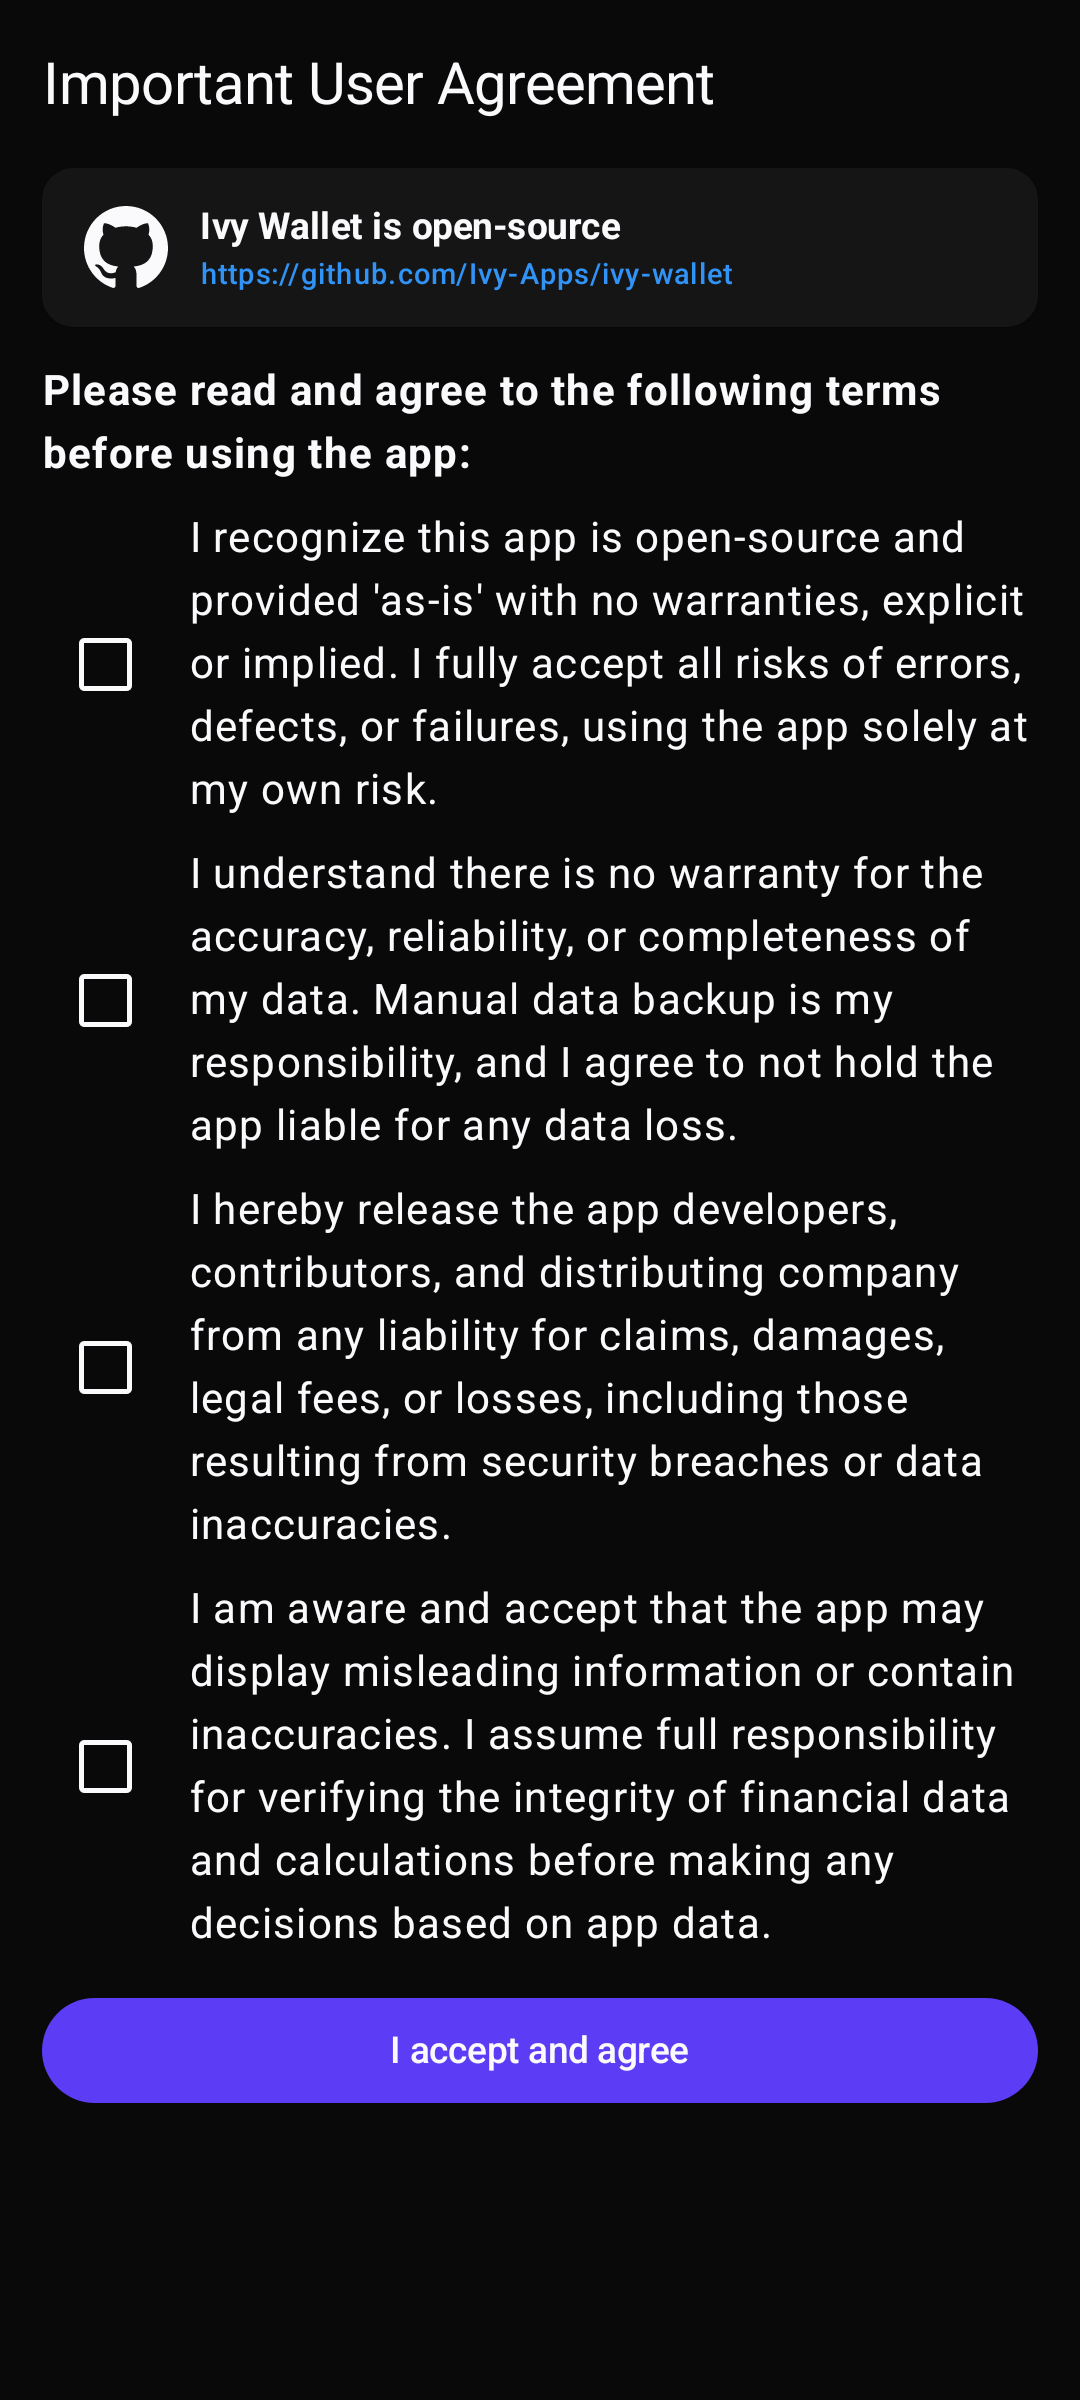 Important User Agreement
Ivy Wallet is open-source
https://github.com/Ivy-Apps/ivy-wallet
Please read and agree to the following terms
before using the app:
I recognize this app is open-source and
provided 'as-is' with no warranties, explicit
or implied. I fully accept all risks of errors,
defects, or failures, using the app solely at
my own risk.
I understand there is no warranty for the
accuracy, reliability, or completeness of
my data. Manual data backup is my
responsibility, and I agree to not hold the
app liable for any data loss.
I hereby release the app developers,
contributors, and distributing company
from any liability for claims, damages,
legal fees, or losses, including those
resulting from security breaches or data
inaccuracies.
I am aware and accept that the app may
display misleading information or contain
inaccuracies. I assume full responsibility
for verifying the integrity of financial data
and calculations before making any
decisions based on app data.
I accept and agree